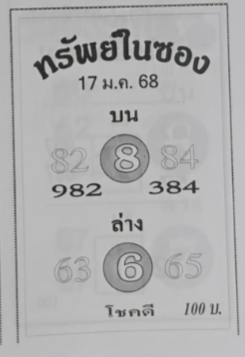 ทรัพย์ในซอง
17 ม.ค. 68
บน
82 8 84
982 384
ล่าง
63 6 65
โชคดี 100 บ.